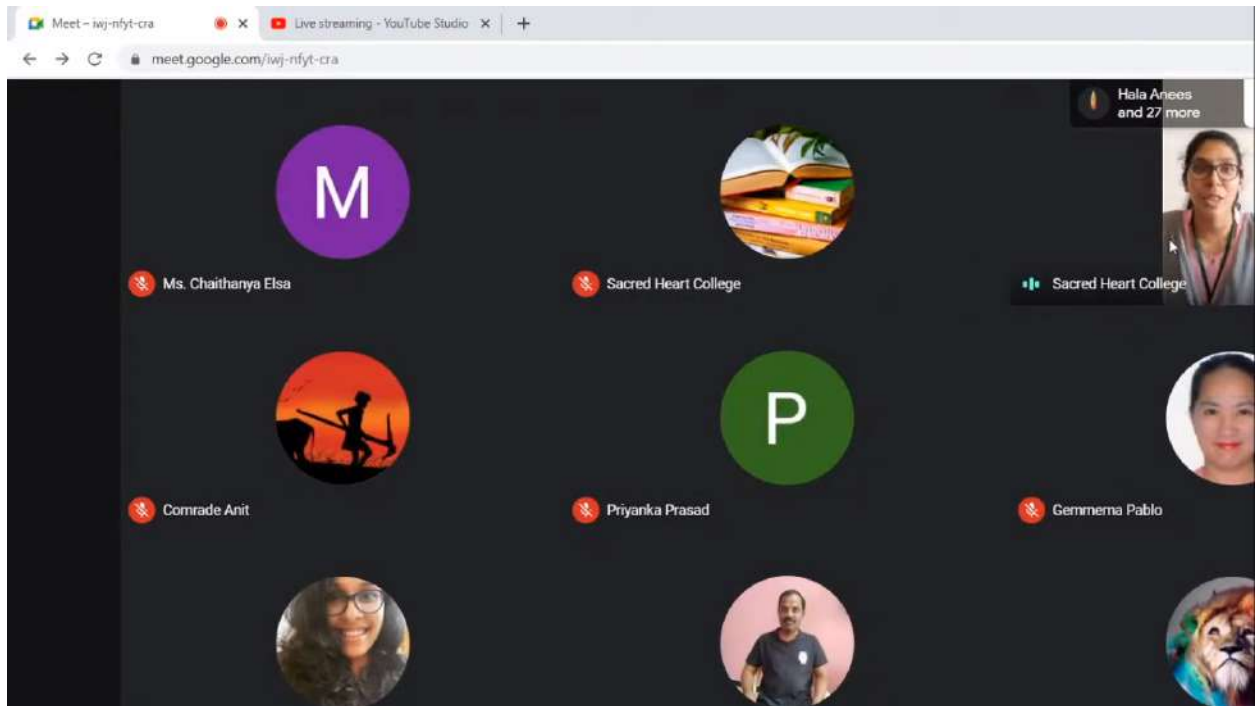 Meet – iwj-nfyt-cra
Live streaming - YouTube Studio
meet.google.com/iwj-nfyt-cra
Hala Anees
and 27 more
M
Ms. Chaithanya Elsa
Sacred Heart College
Sacred Heart College
Comrade Anit
P
Priyanka Prasad
Gemmema Pablo